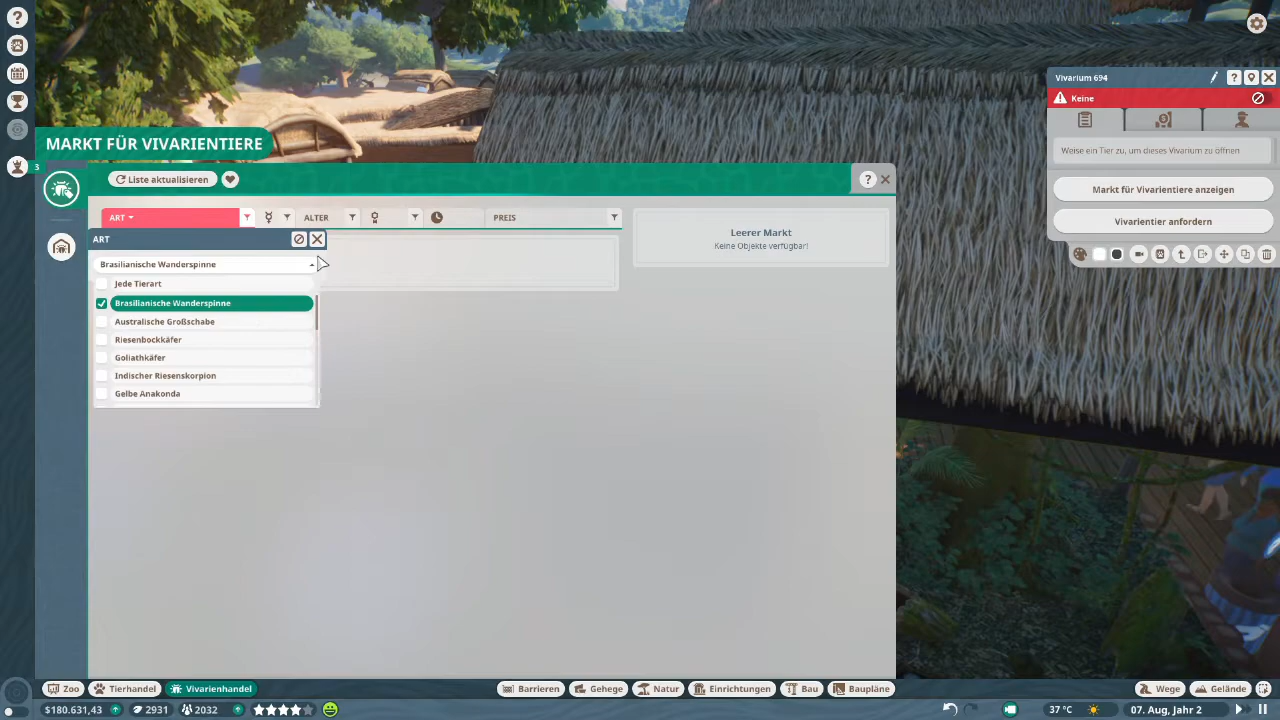 MARKT FÜR VIVARIENTIERE
3
Liste aktualisieren
?
ART
ALTER
PREIS
ART
Brasilianische Wanderspinne
Jede Tierart
Brasilianische Wanderspinne
Australische Großschabe
Riesenbockkäfer
Goliathkäfer
Indischer Riesenskorpion
Gelbe Anakonda
Leerer Markt
Keine Objekte verfügbar!
Vivarium 694
?
Keine
Weise ein Tier zu, um dieses Vivarium zu öffnen
Markt für Vivarientiere anzeigen
Vivarientier anfordern
Zoo
Tierhandel
Vivarienhandel
Barrieren
Gehege
Natur
Einrichtungen
Bau
Baupläne
Wege
Gelände
$180.631,43
2931
2032
37 °C
07. Aug, Jahr 2